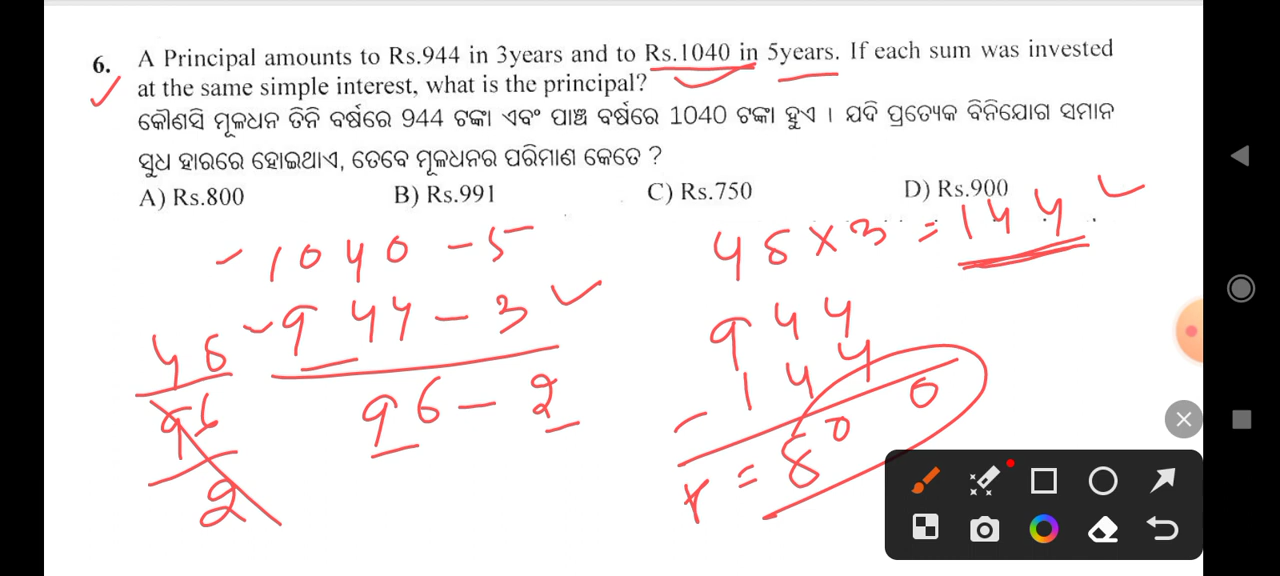 6. A Principal amounts to Rs.944 in 3years and to Rs.1040 in 5years. If each sum was invested
at the same simple interest, what is the principal?
କୌଣସି ମୂଳଧନ ତିନି ବର୍ଷରେ 944 ଟଙ୍କା ଏବଂ ପାଞ୍ଚ ବର୍ଷରେ 1040 ଟଙ୍କା ହୁଏ । ଯଦି ପ୍ରତ୍ୟେକ ବିନିଯୋଗ ସମାନ
ସୁଧ ହାରରେ ହୋଇଥାଏ, ତେବେ ମୂଳଧନର ପରିମାଣ କେତେ ?
A) Rs.800 B) Rs.991 C) Rs.750 D) Rs.900
1040 - 5
944 - 3
96 - 2
48
96
2
48 x 3 = 144
944
- 144
= 800